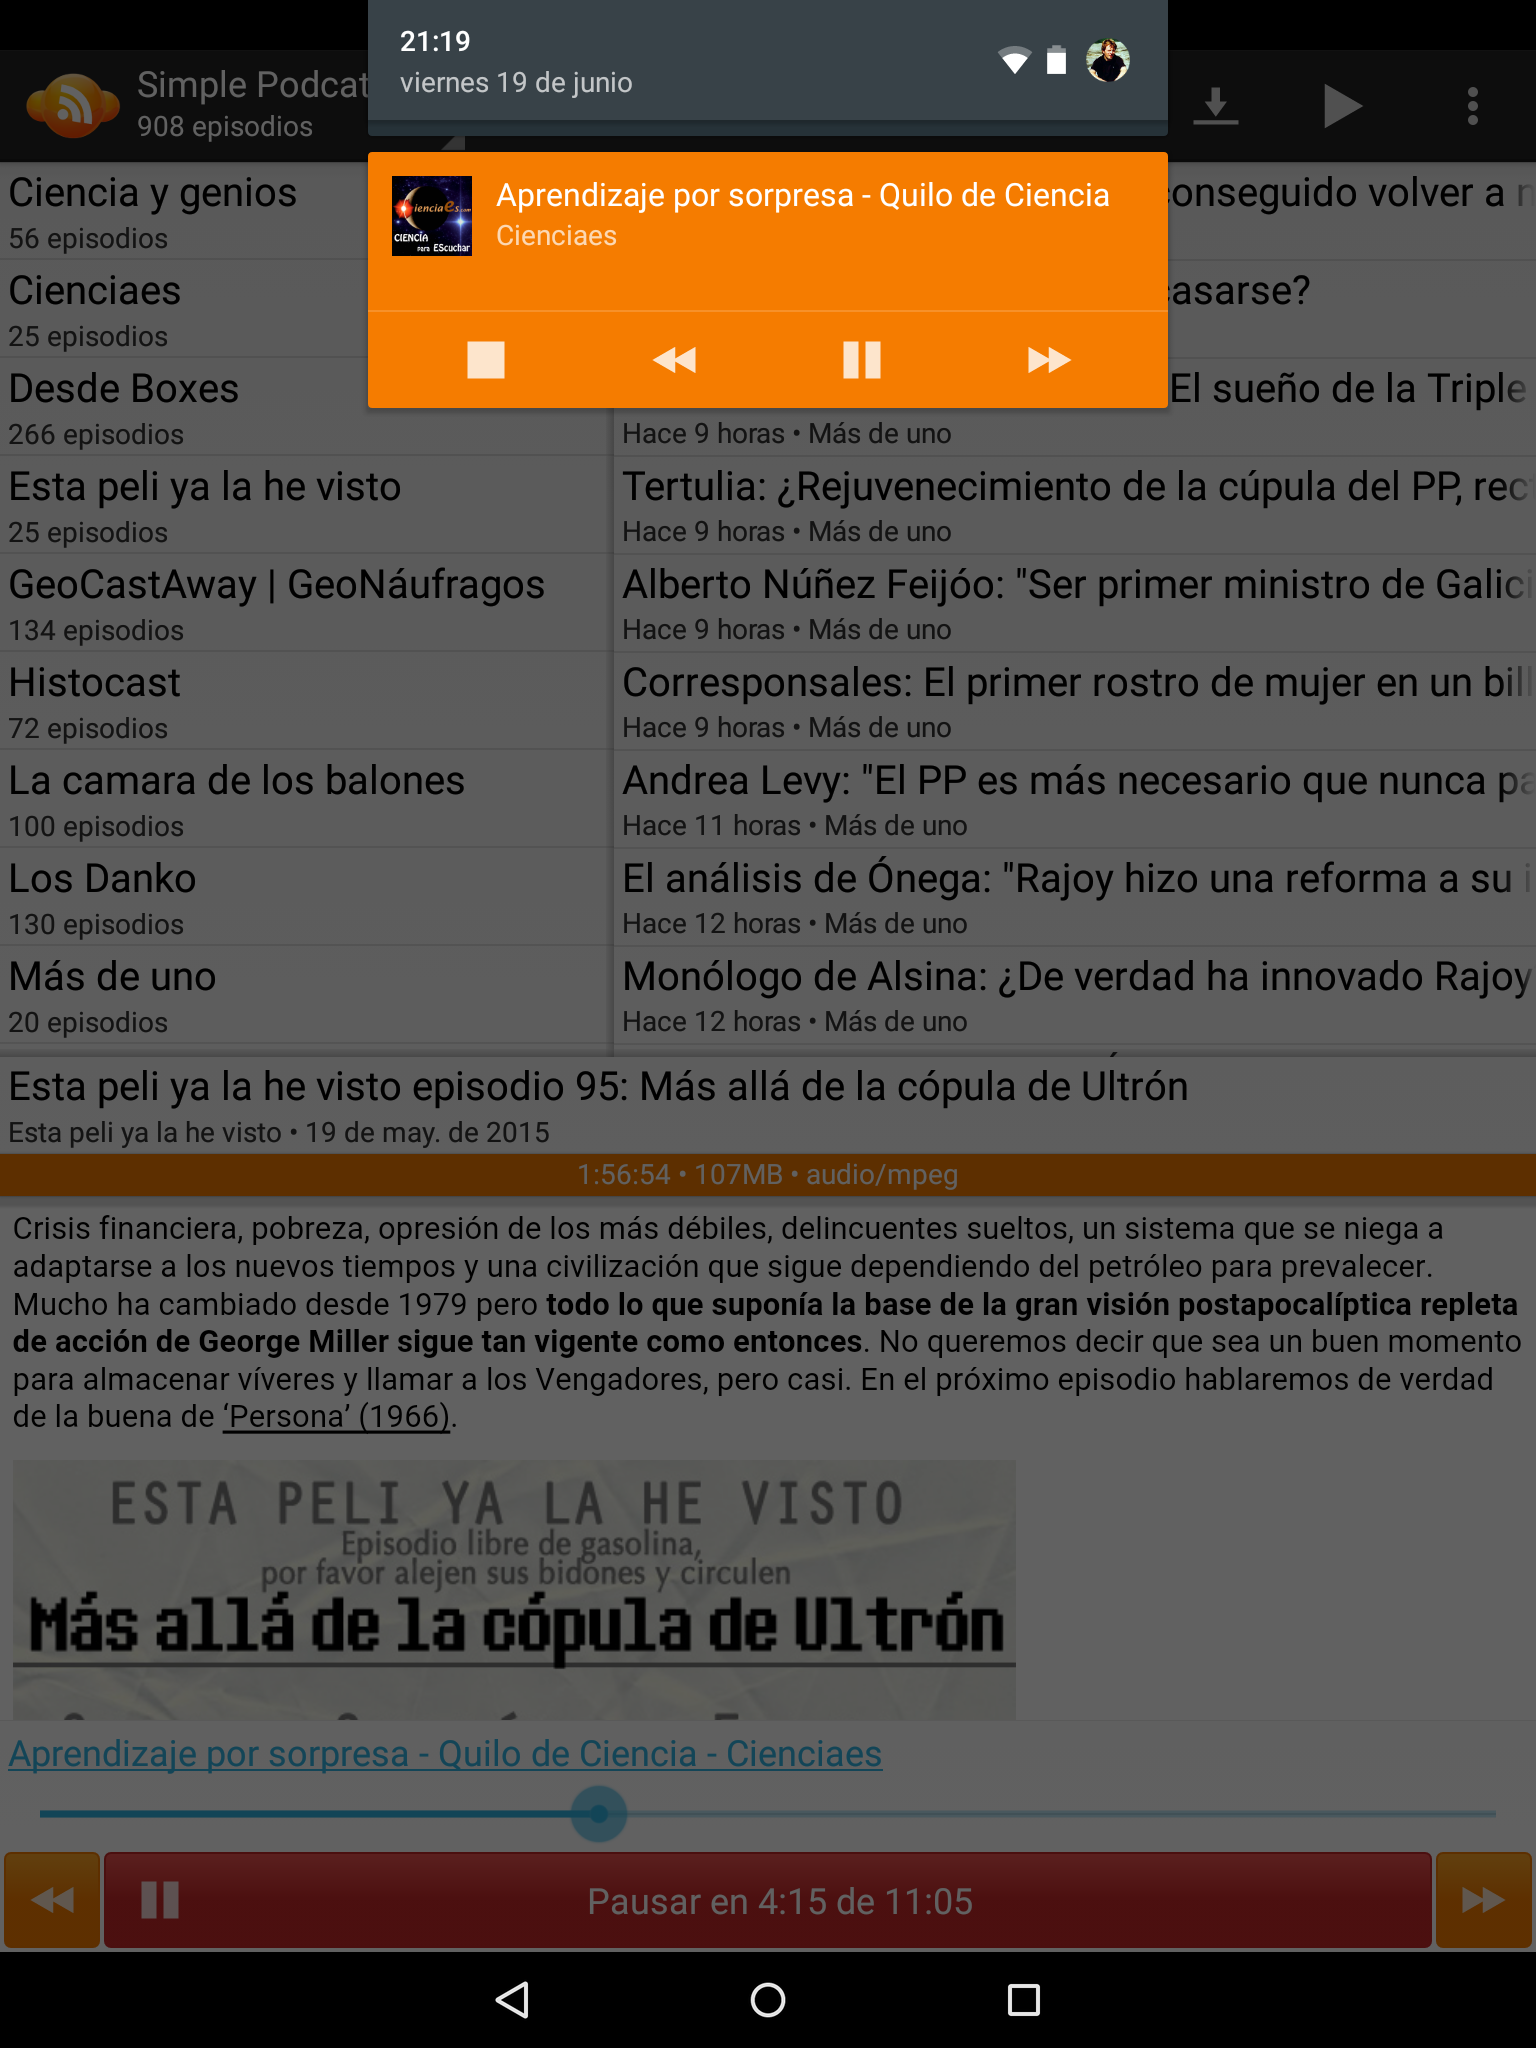 21:19
viernes 19 de junio
Simple Podcat
908 episodios
Aprendizaje por sorpresa - Quilo de Ciencia
Cienciaes
cienciaes.com
CIENCIA
para EScuchar
Ciencia y genios
56 episodios
Cienciaes
25 episodios
Desde Boxes
266 episodios
Esta peli ya la he visto
25 episodios
GeoCastAway | GeoNáufragos
134 episodios
Histocast
72 episodios
La camara de los balones
100 episodios
Los Danko
130 episodios
Más de uno
20 episodios
conseguido volver a
casarse?
El sueño de la Triple
Hace 9 horas • Más de uno
Tertulia: ¿Rejuvenecimiento de la cúpula del PP, rec
Hace 9 horas • Más de uno
Alberto Núñez Feijóo: "Ser primer ministro de Galici
Hace 9 horas • Más de uno
Corresponsales: El primer rostro de mujer en un bill
Hace 9 horas • Más de uno
Andrea Levy: "El PP es más necesario que nunca pa
Hace 11 horas • Más de uno
El análisis de Ónega: "Rajoy hizo una reforma a su
Hace 12 horas • Más de uno
Monólogo de Alsina: ¿De verdad ha innovado Rajoy
Hace 12 horas • Más de uno
Esta peli ya la he visto episodio 95: Más allá de la cópula de Ultrón
Esta peli ya la he visto • 19 de may. de 2015
1:56:54 • 107MB • audio/mpeg
Crisis financiera, pobreza, opresión de los más débiles, delincuentes sueltos, un sistema que se niega a
adaptarse a los nuevos tiempos y una civilización que sigue dependiendo del petróleo para prevalecer.
Mucho ha cambiado desde 1979 pero todo lo que suponía la base de la gran visión postapocalíptica repleta
de acción de George Miller sigue tan vigente como entonces. No queremos decir que sea un buen momento
para almacenar víveres y llamar a los Vengadores, pero casi. En el próximo episodio hablaremos de verdad
de la buena de ‘Persona’ (1966).
ESTA PELI YA LA HE VISTO
Episodio libre de gasolina,
por favor alejen sus bidones y circulen
Más allá de la cópula de Ultrón
Aprendizaje por sorpresa - Quilo de Ciencia - Cienciaes
Pausar en 4:15 de 11:05